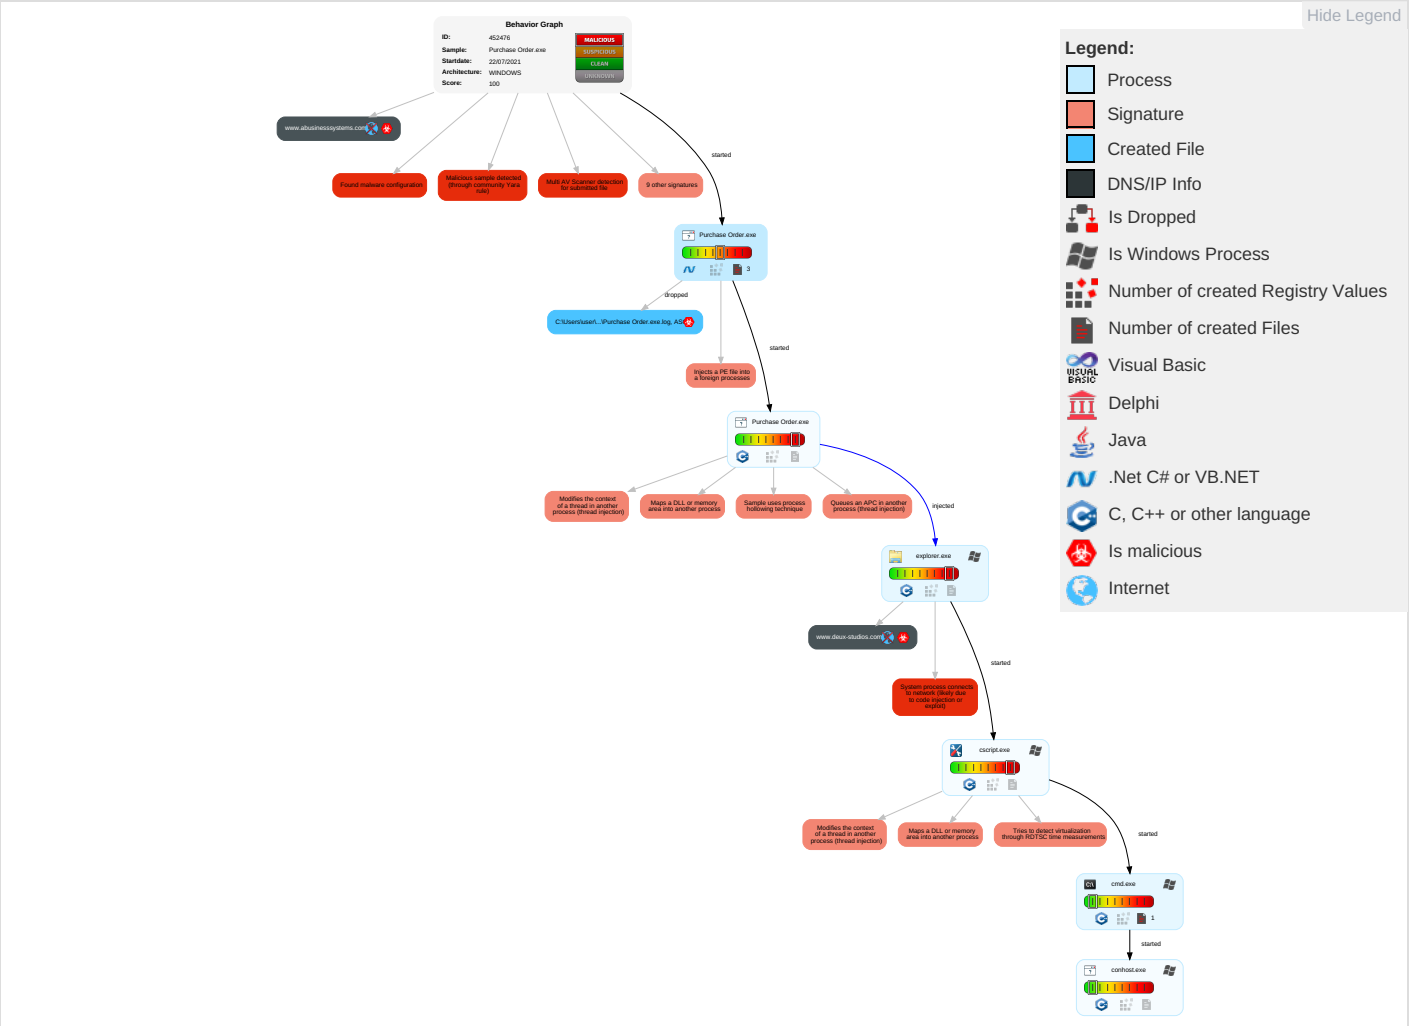 Hide Legend
Behavior Graph
ID: 452476
Sample: Purchase Order.exe
Startdate: 22/07/2021
Architecture: WINDOWS
Score: 100
MALICIOUS
SUSPICIOUS
CLEAN
UNKNOWN
Legend:
Process
Signature
Created File
DNS/IP Info
Is Dropped
Is Windows Process
Number of created Registry Values
Number of created Files
VISUAL
BASIC
Visual Basic
Delphi
Java
.Net C# or VB.NET
C, C++ or other language
Is malicious
Internet
www.abusinesssystems.com
started
Found malware configuration
Malicious sample detected
(through community Yara
rule)
Multi AV Scanner detection
for submitted file
9 other signatures
Purchase Order.exe
3
dropped
C:\Users\user\...\Purchase Order.exe.log, AS
started
Injects a PE file into
a foreign processes
Purchase Order.exe
Modifies the context
of a thread in another
process (thread injection)
Maps a DLL or memory
area into another process
Sample uses process
hollowing technique
Queues an APC in another
process (thread injection)
injected
explorer.exe
www.deux-studios.com
started
System process connects
to network (likely due
to code injection or
exploit)
cscript.exe
Modifies the context
of a thread in another
process (thread injection)
Maps a DLL or memory
area into another process
Tries to detect virtualization
through RDTSC time measurements
started
cmd.exe
1
started
conhost.exe